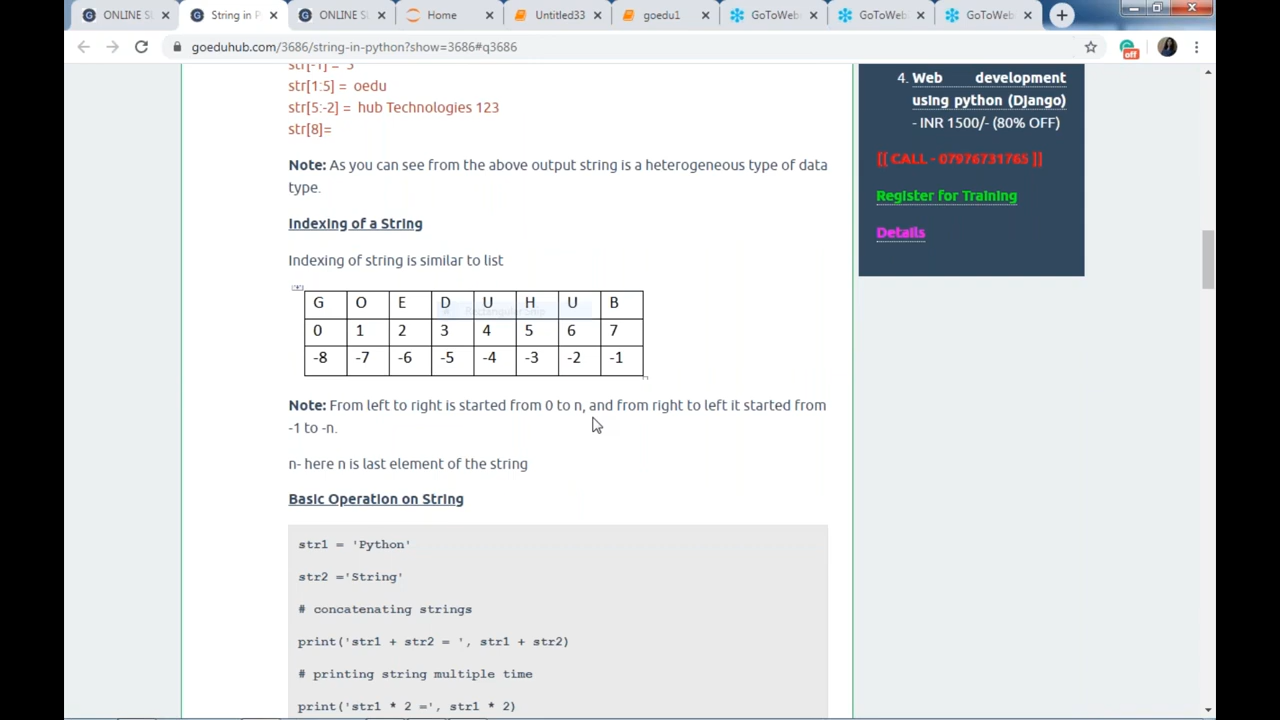 ONLINE SU
String in P
ONLINE SU
Home
Untitled33
goedu1
GoToWeb
GoToWeb
GoToWeb
goeduhub.com/3686/string-in-python?show=3686#q3686
off
str[1:5] = oedu
str[5:-2] = hub Technologies 123
str[8]=
Note: As you can see from the above output string is a heterogeneous type of data
type.
Indexing of a String
Indexing of string is similar to list
G O E D U H U B
0 1 2 3 4 5 6 7
-8 -7 -6 -5 -4 -3 -2 -1
Note: From left to right is started from 0 to n, and from right to left it started from
-1 to -n.
n- here n is last element of the string
Basic Operation on String
str1 = 'Python'
str2 ='String'
# concatenating strings
print('str1 + str2 = ', str1 + str2)
# printing string multiple time
print('str1 * 2 =', str1 * 2)
4. Web development
using python (Django)
- INR 1500/- (80% OFF)
[[ CALL - 07976731765 ]]
Register for Training
Details